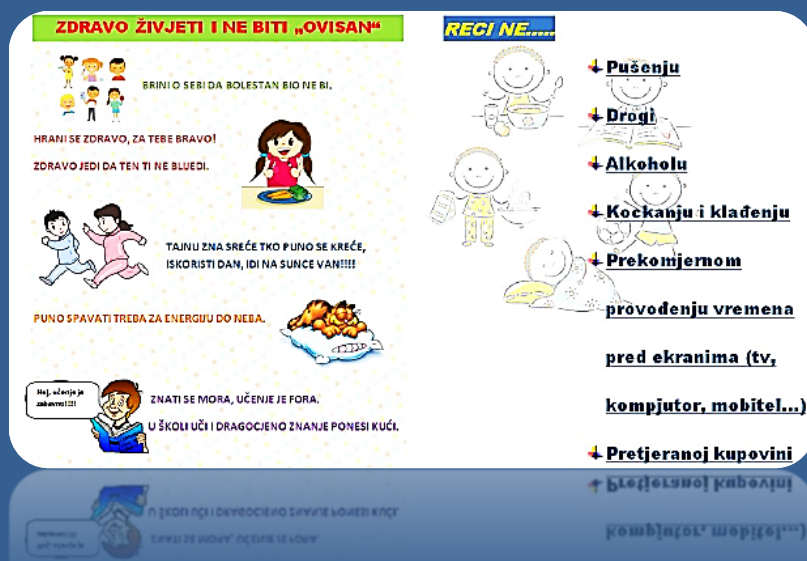 ZDRAVO ŽIVJETI I NE BITI „OVISAN“
BRINI O SEBI DA BOLESTAN BIO NE BI.
HRANI SE ZDRAVO, ZA TEBE BRAVO!
ZDRAVO JEDI DA TEN TI NE BLIJEDI.
TAJNU ZNA SREĆE TKO PUNO SE KREĆE,
ISKORISTI DAN, IDI NA SUNCE VAN!!!!
PUNO SPAVATI TREBA ZA ENERGIJU DO NEBA.
Hej, učenje je
zabavno!!!!
ZNATI SE MORA, UČENJE JE FORA.
U ŠKOLI UČI I DRAGOCJENO ZNANJE PONESI KUĆI.
RECI NE.....
Pušenju
Drogi
Alkoholu
Kockanju i klađenju
Prekomjernom
provođenju vremena
pred ekranima (tv,
kompjutor, mobitel...)
Pretjeranoj kupovini